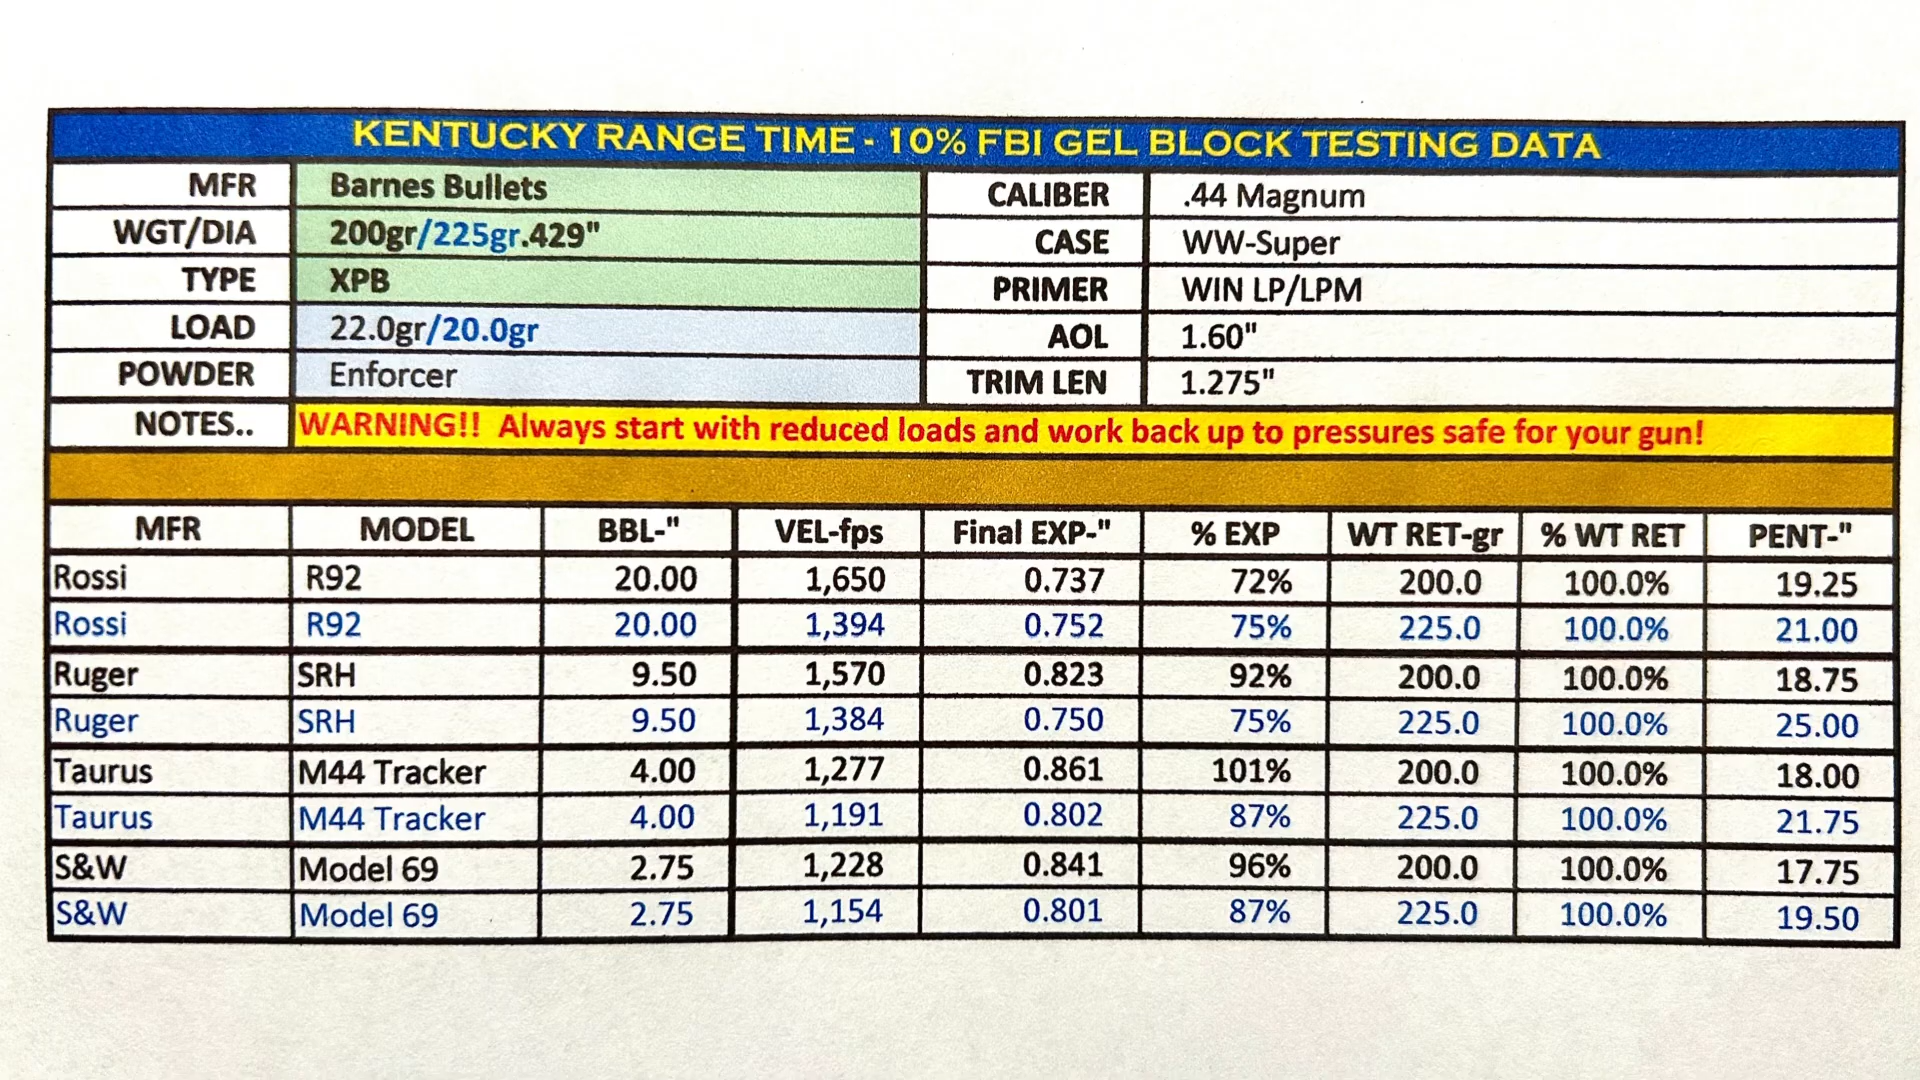 KENTUCKY RANGE TIME - 10% FBI GEL BLOCK TESTING DATA
MFR Barnes Bullets CALIBER .44 Magnum
WGT/DIA 200gr/225gr.429" CASE WW-Super
TYPE XPB PRIMER WIN LP/LPM
LOAD 22.0gr/20.0gr AOL 1.60"
POWDER Enforcer TRIM LEN 1.275"
NOTES.. WARNING!! Always start with reduced loads and work back up to pressures safe for your gun!
MFR MODEL BBL-" VEL-fps Final EXP-" % EXP WT RET-gr % WT RET PENT-"
Rossi R92 20.00 1,650 0.737 72% 200.0 100.0% 19.25
Rossi R92 20.00 1,394 0.752 75% 225.0 100.0% 21.00
Ruger SRH 9.50 1,570 0.823 92% 200.0 100.0% 18.75
Ruger SRH 9.50 1,384 0.750 75% 225.0 100.0% 25.00
Taurus M44 Tracker 4.00 1,277 0.861 101% 200.0 100.0% 18.00
Taurus M44 Tracker 4.00 1,191 0.802 87% 225.0 100.0% 21.75
S&W Model 69 2.75 1,228 0.841 96% 200.0 100.0% 17.75
S&W Model 69 2.75 1,154 0.801 87% 225.0 100.0% 19.50